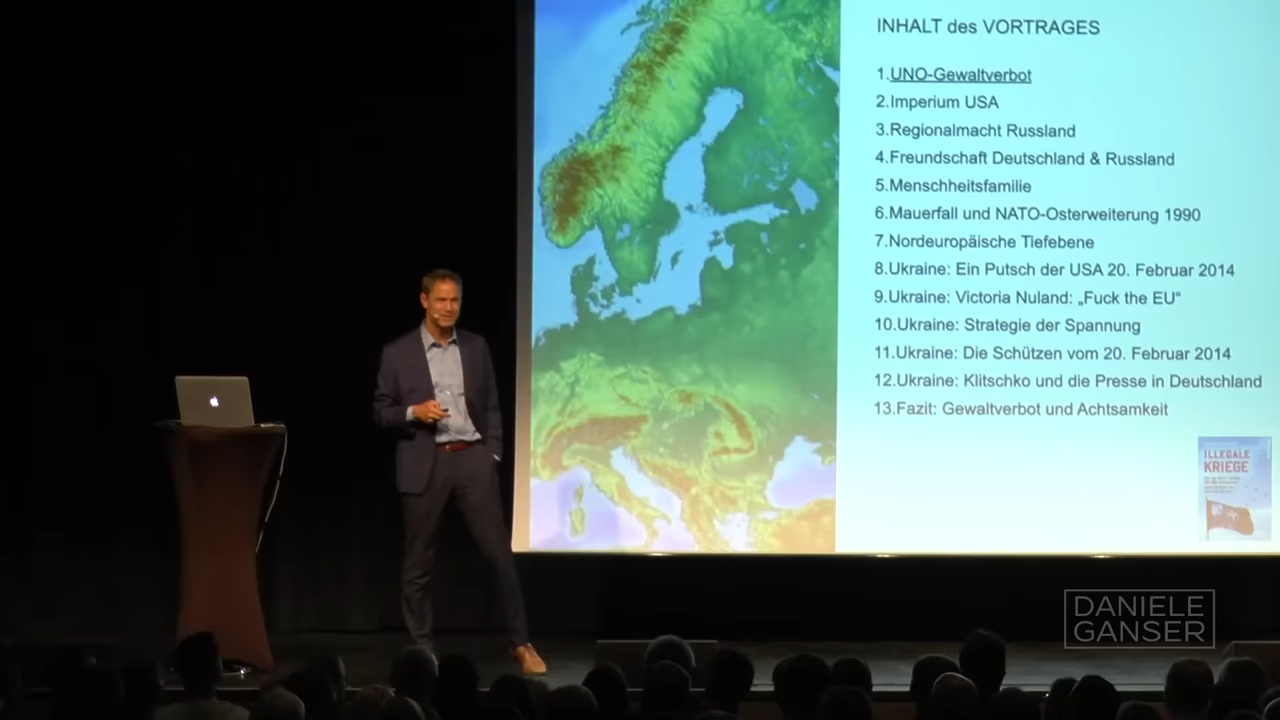 INHALT des VORTRAGES
1.UNO-Gewaltverbot
2.Imperium USA
3.Regionalmacht Russland
4.Freundschaft Deutschland & Russland
5.Menschheitsfamilie
6.Mauerfall und NATO-Osterweiterung 1990
7.Nordeuropäische Tiefebene
8.Ukraine: Ein Putsch der USA 20. Februar 2014
9.Ukraine: Victoria Nuland: „Fuck the EU“
10.Ukraine: Strategie der Spannung
11.Ukraine: Die Schützen vom 20. Februar 2014
12.Ukraine: Klitschko und die Presse in Deutschland
13.Fazit: Gewaltverbot und Achtsamkeit
ILLEGALE
KRIEGE
DANIELE
GANSER